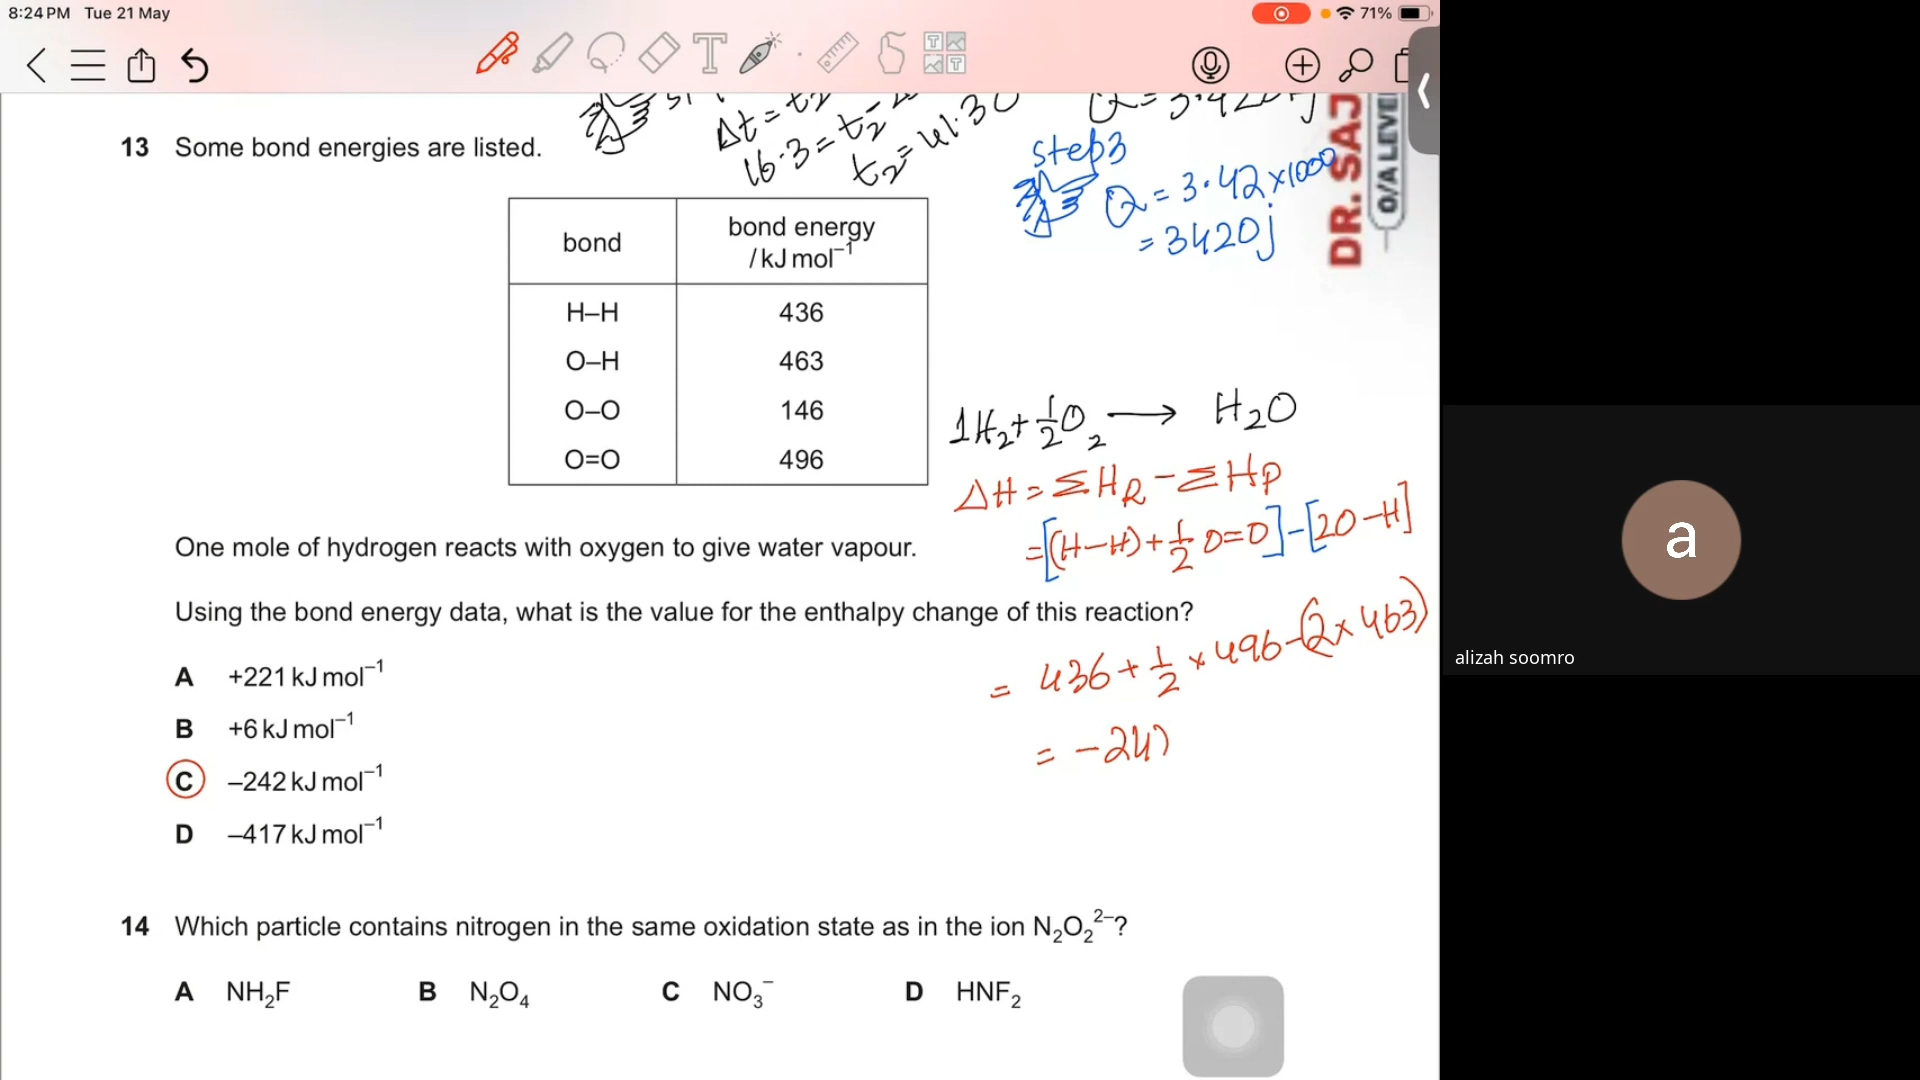 8:24 PM Tue 21 May
71%
Δt = t2
16.3 = t2-
t2 = 41.30
DR. SAJ
O/A LEVE
step3
Q = 3.42 x 1000
= 3420j
13 Some bond energies are listed.
bond bond energy / kJ mol⁻¹
H–H 436
O–H 463
O–O 146
O=O 496
1H₂ + 1/2 O₂ ⟶ H₂O
ΔH = ΣHR - ΣHP
= [(H-H) + 1/2 O=O] - [2O-H]
One mole of hydrogen reacts with oxygen to give water vapour.
Using the bond energy data, what is the value for the enthalpy change of this reaction?
= 436 + 1/2 x 496 - (2 x 463)
= -24
A +221 kJ mol⁻¹
B +6 kJ mol⁻¹
C –242 kJ mol⁻¹
D –417 kJ mol⁻¹
a
alizah soomro
14 Which particle contains nitrogen in the same oxidation state as in the ion N₂O₂²⁻?
A NH₂F B N₂O₄ C NO₃⁻ D HNF₂